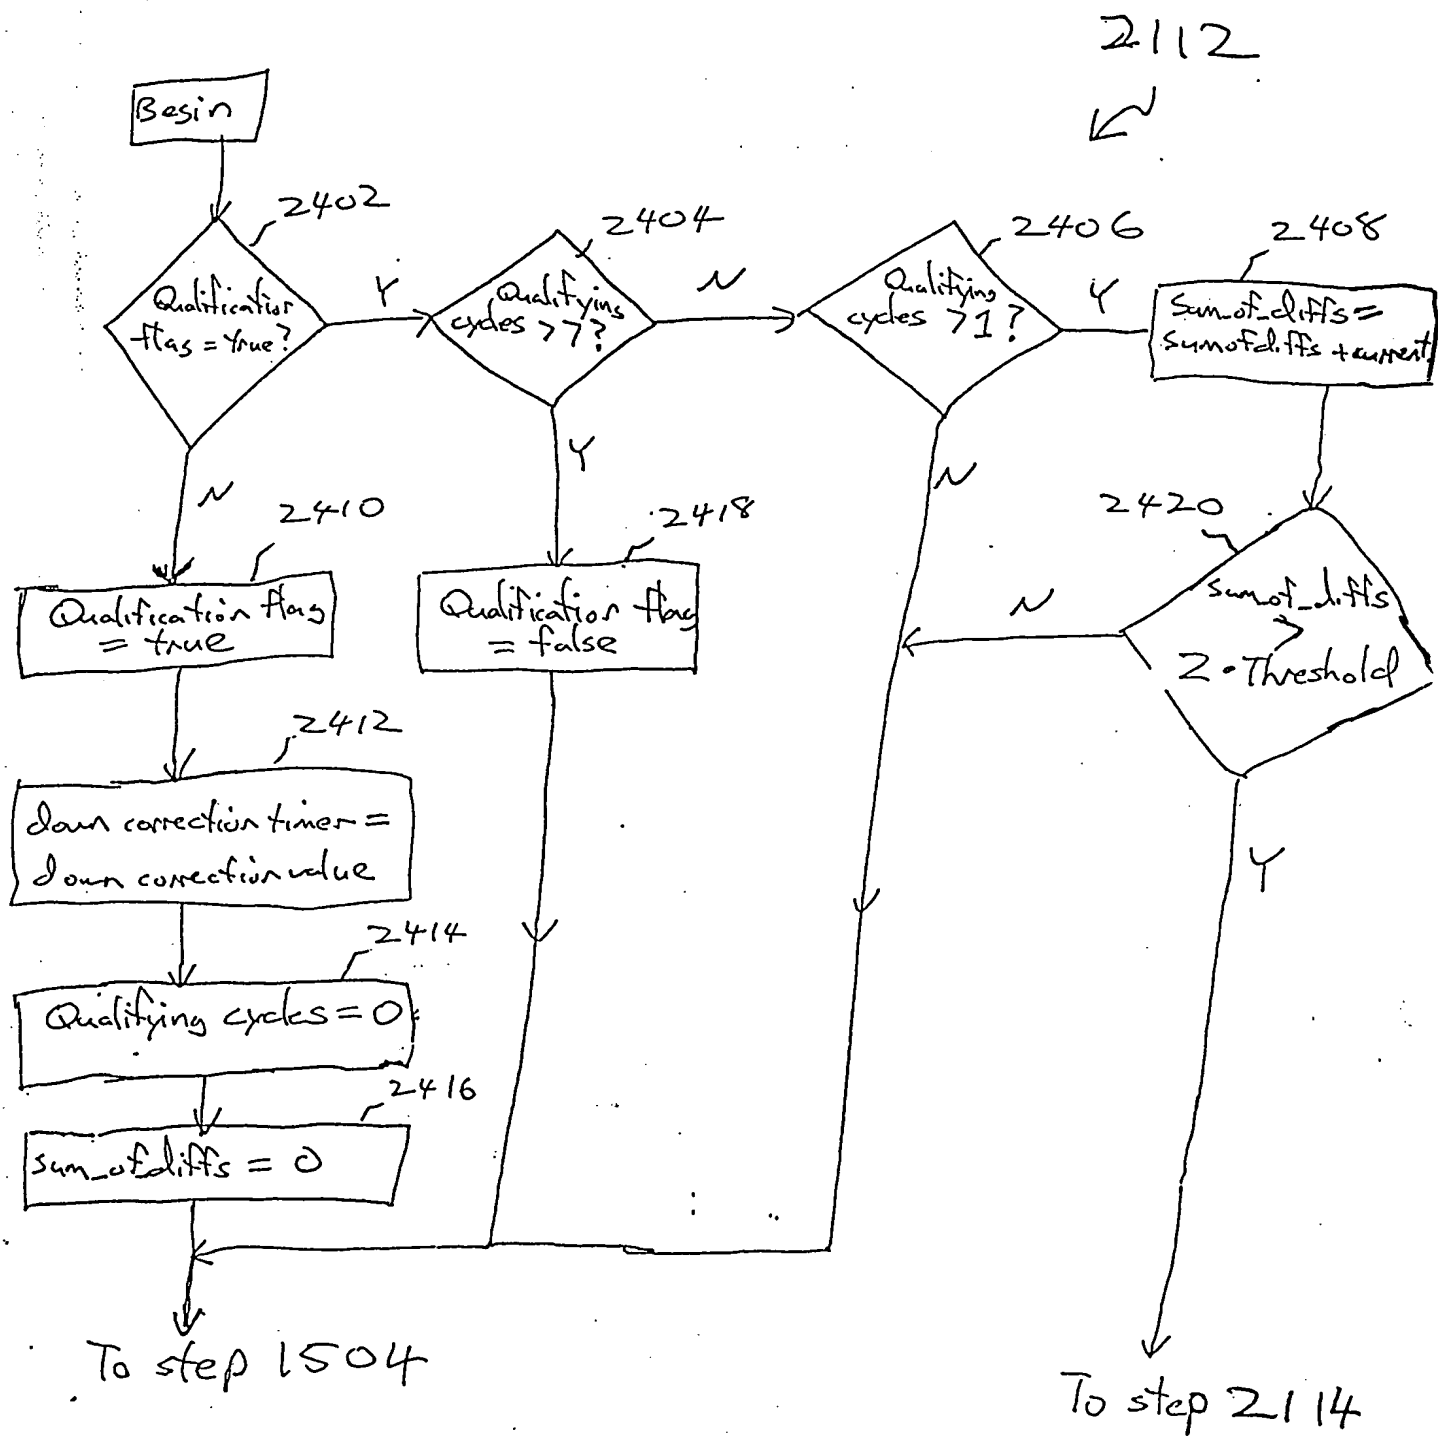 2112
Begin
2402
2404
2406
2408
Qualification
flag = true?
Y
Qualifying
cycles > 7?
N
Qualifying
cycles > 1?
Y
Sum_of_diffs =
sumofdiffs + current
N
Y
N
2410
2418
2420
Qualification flag
= true
Qualification flag
= false
N
sumof_diffs
>
2 • Threshold
2412
down correction timer =
down correction value
Y
2414
Qualifying cycles = 0
2416
sum_ofdiffs = 0
To step 1504
To step 2114